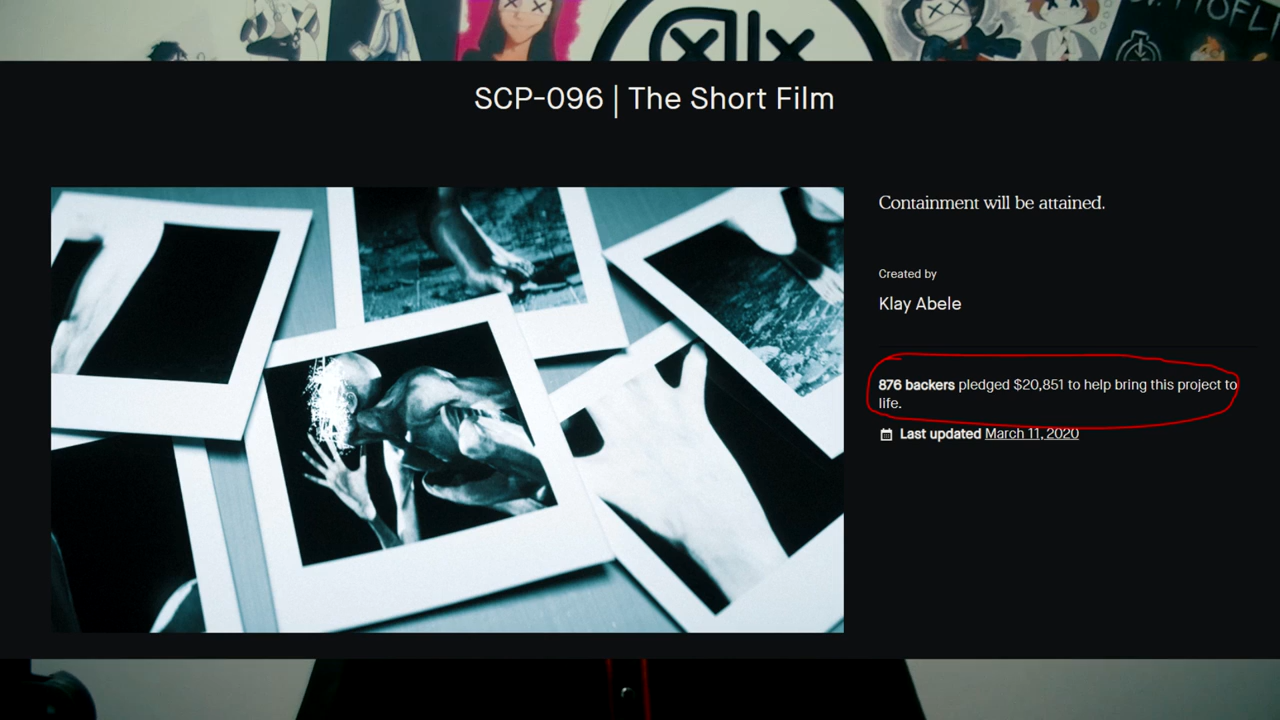 SCP-096 | The Short Film
Containment will be attained.
Created by
Klay Abele
876 backers pledged $20,851 to help bring this project to
life.
Last updated March 11, 2020